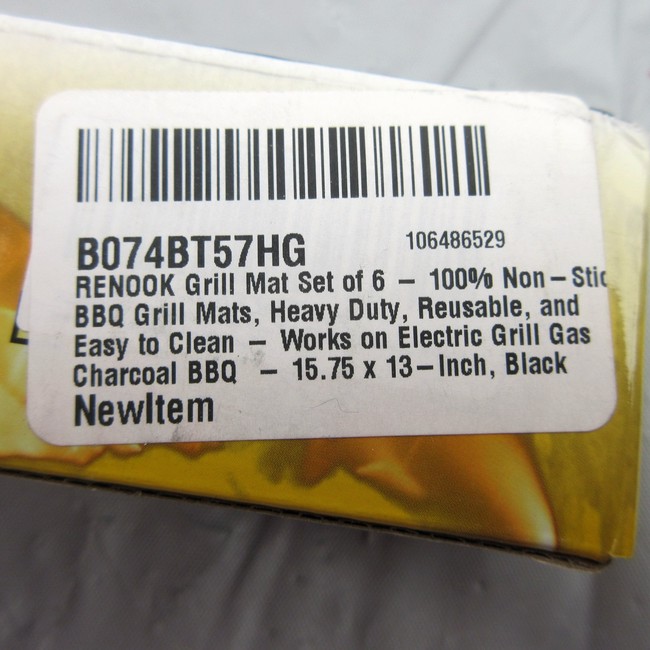 B074BT57HG 106486529
RENOOK Grill Mat Set of 6 – 100% Non–Stic
BBQ Grill Mats, Heavy Duty, Reusable, and
Easy to Clean – Works on Electric Grill Gas
Charcoal BBQ – 15.75 x 13–Inch, Black
NewItem